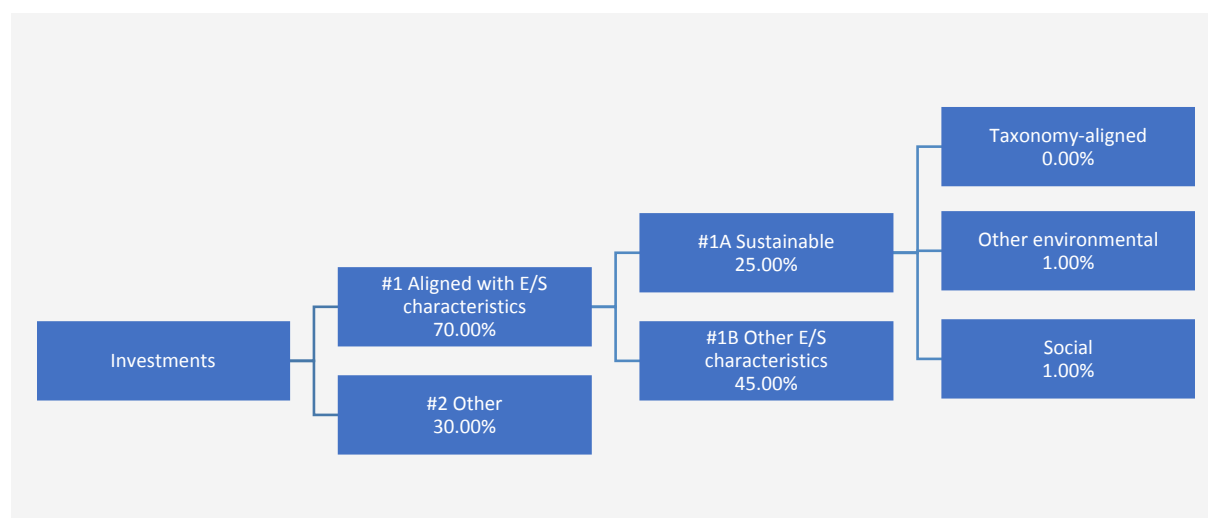 Investments
#1 Aligned with E/S
characteristics
70.00%
#2 Other
30.00%
#1A Sustainable
25.00%
#1B Other E/S
characteristics
45.00%
Taxonomy-aligned
0.00%
Other environmental
1.00%
Social
1.00%